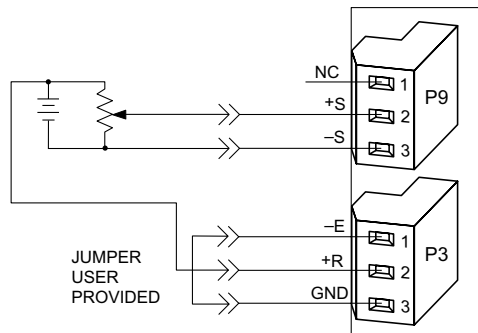 NC
1
+S
2
P9
–S
3
–E
1
JUMPER
USER
PROVIDED
+R
2
P3
GND
3